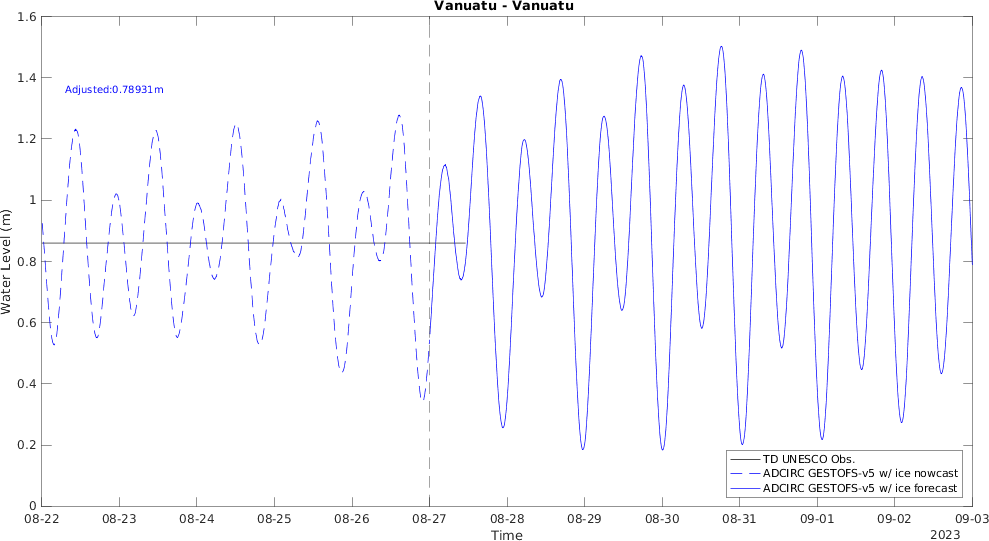 Vanuatu - Vanuatu
1.6
1.4
1.2
1
0.8
0.6
0.4
0.2
0
Water Level (m)
Adjusted:0.78931m
TD UNESCO Obs.
ADCIRC GESTOFS-v5 w/ ice nowcast
ADCIRC GESTOFS-v5 w/ ice forecast
08-22 08-23 08-24 08-25 08-26 08-27 08-28 08-29 08-30 08-31 09-01 09-02 09-03
Time
2023